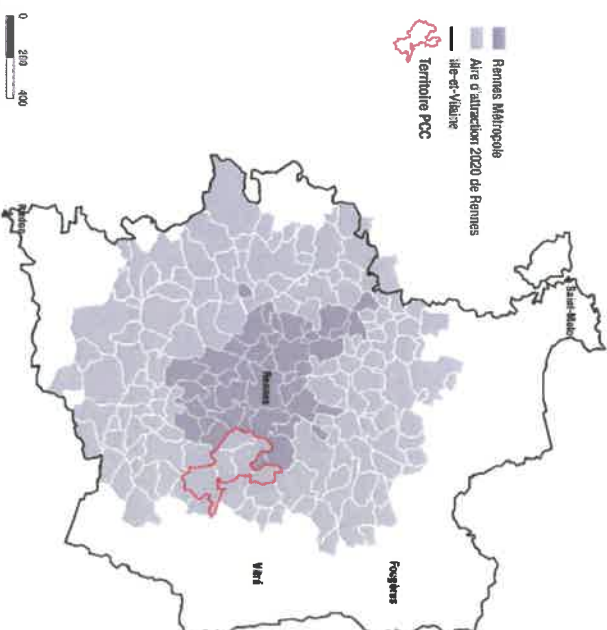 Rennes Métropole
Aire d'attraction 2020 de Rennes
Ille-et-Vilaine
Territoire PCC
0 200 400
Saint-Malo
Fougères
Vitré
Rennes
Redon